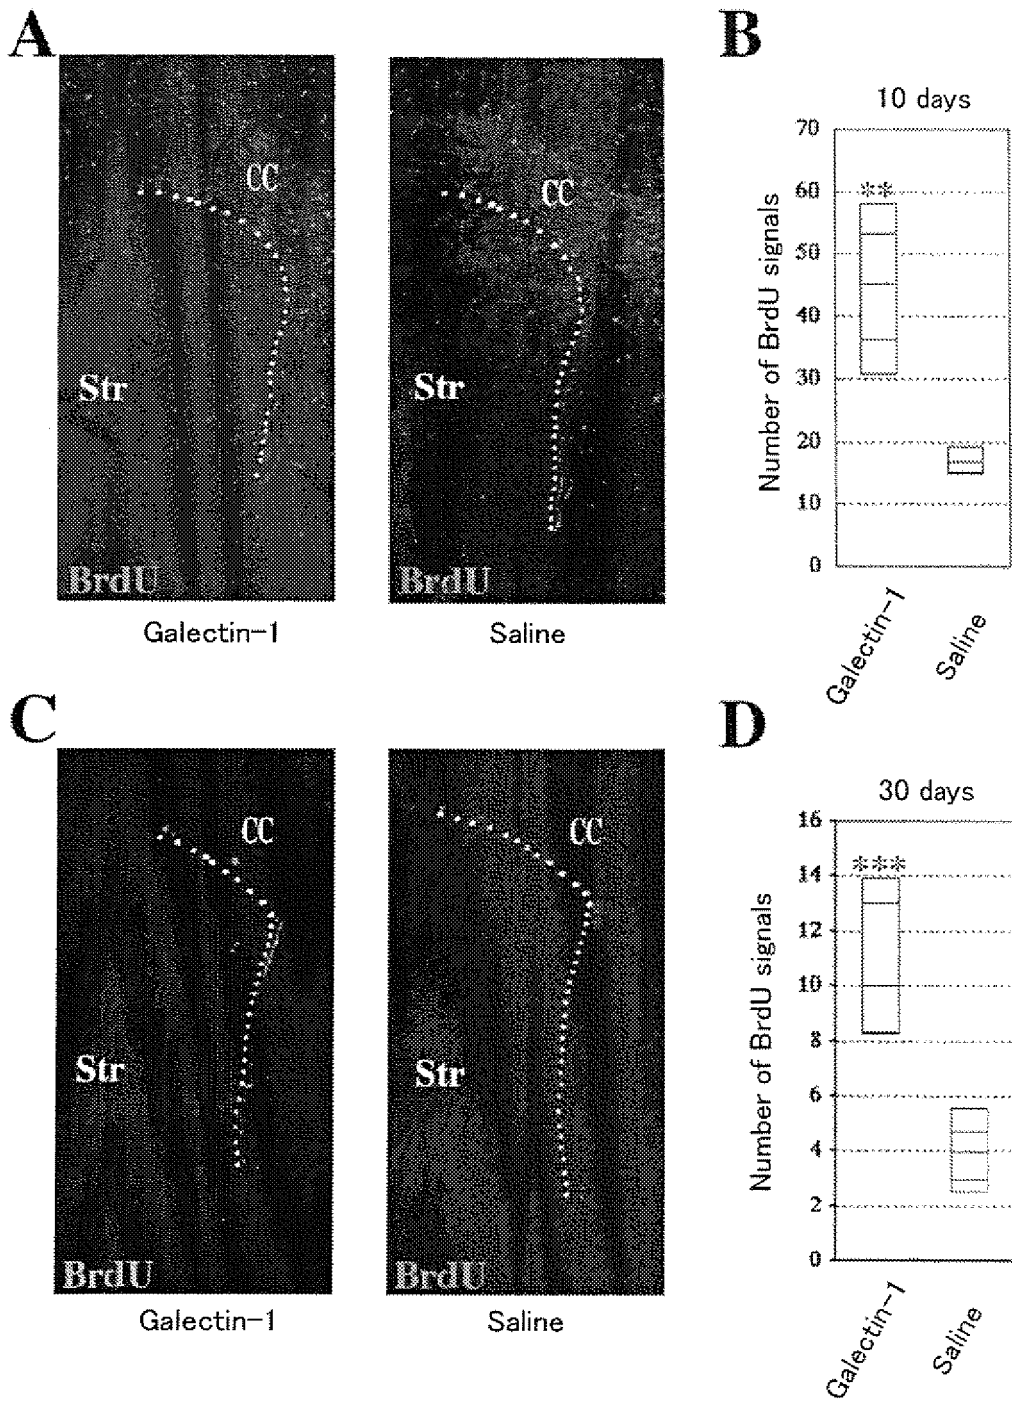 A
B
CC
Str
BrdU
Galectin-1
CC
Str
BrdU
Saline
10 days
Number of BrdU signals
70
60
50
40
30
20
10
0
**
Galectin-1
Saline
C
D
CC
Str
BrdU
Galectin-1
CC
Str
BrdU
Saline
30 days
Number of BrdU signals
16
14
12
10
8
6
4
2
0
***
Galectin-1
Saline